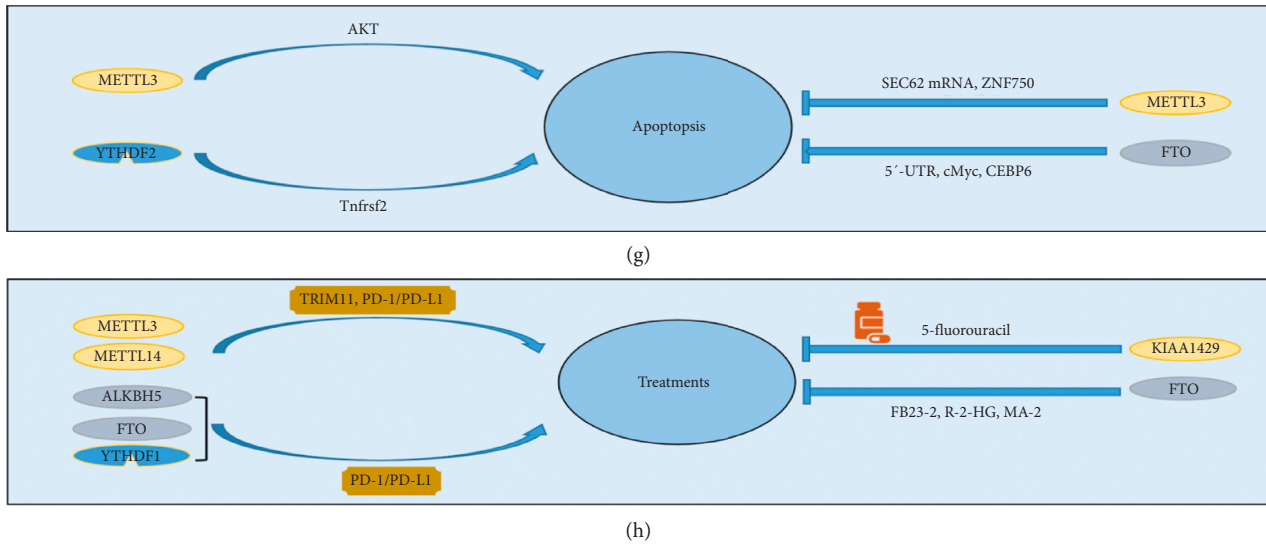 AKT
METTL3
YTHDF2
Tnfrsf2
Apoptopsis
SEC62 mRNA, ZNF750
METTL3
FTO
5´-UTR, cMyc, CEBP6
(g)
TRIM11, PD-1/PD-L1
METTL3
METTL14
ALKBH5
FTO
YTHDF1
PD-1/PD-L1
Treatments
5-fluorouracil
KIAA1429
FTO
FB23-2, R-2-HG, MA-2
(h)